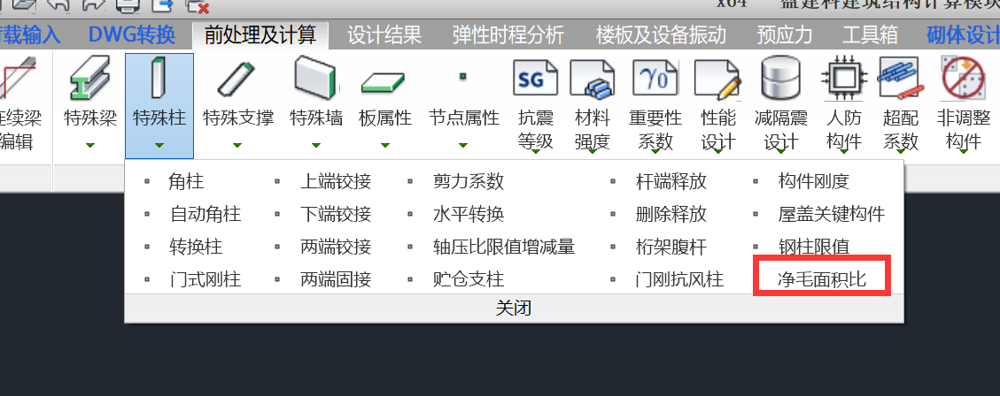 x64 盈建科建筑结构计算模块
荷载输入 DWG转换 前处理及计算 设计结果 弹性时程分析 楼板及设备振动 预应力 工具箱 砌体设计
SG γ0
连续梁 特殊梁 特殊柱 特殊支撑 特殊墙 板属性 节点属性 抗震 材料 重要性 性能 减隔震 人防 超配 非调整
编辑 等级 强度 系数 设计 设计 构件 系数 构件
角柱 上端铰接 剪力系数 杆端释放 构件刚度
自动角柱 下端铰接 水平转换 删除释放 屋盖关键构件
转换柱 两端铰接 轴压比限值增减量 桁架腹杆 钢柱限值
门式刚柱 两端固接 贮仓支柱 门刚抗风柱 净毛面积比
关闭